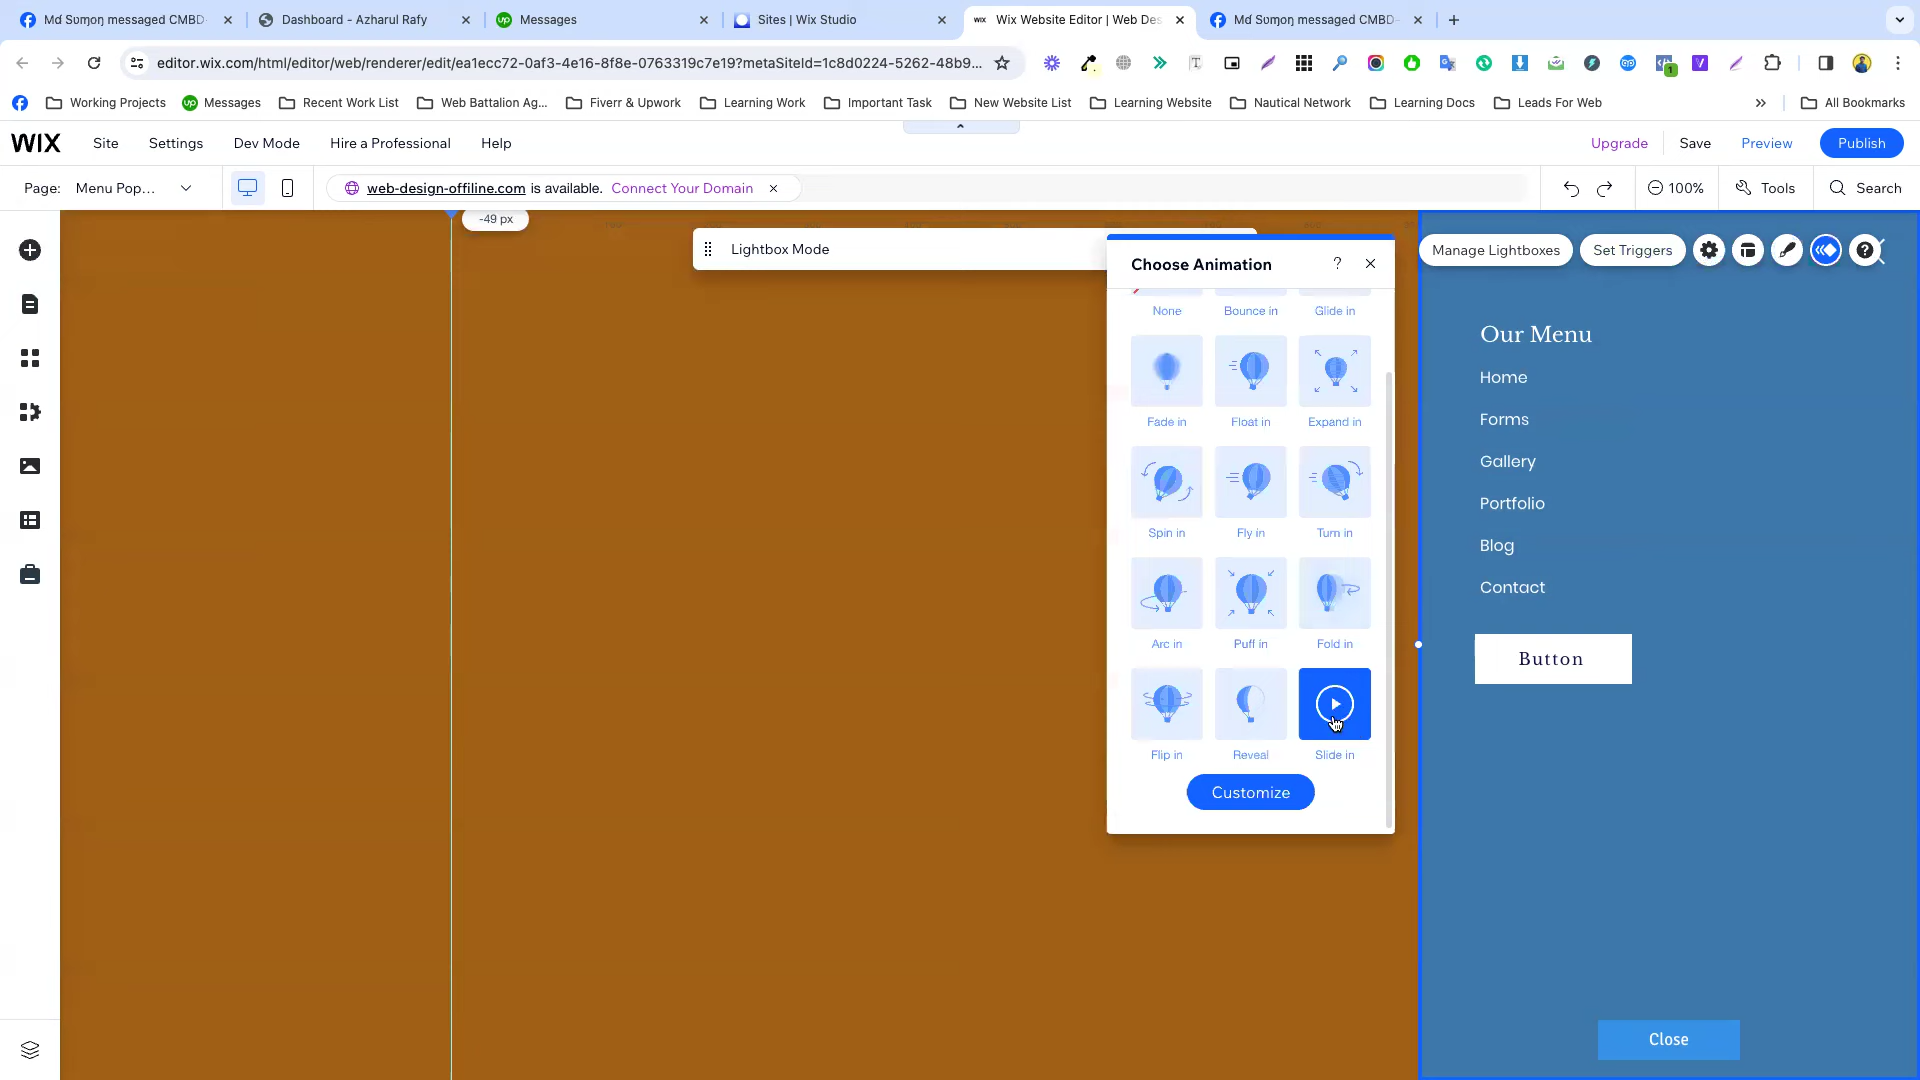 Mɗ Sʋmoŋ messaged CMBD
Dashboard - Azharul Rafy
up Messages
Sites | Wix Studio
WIX Wix Website Editor | Web Des
Mɗ Sʋmoŋ messaged CMBD-
editor.wix.com/html/editor/web/renderer/edit/ea1ecc72-0af3-4e16-8f8e-0763319c7e19?metaSiteId=1c8d0224-5262-48b9...
Working Projects
up Messages
Recent Work List
Web Battalion Ag...
Fiverr & Upwork
Learning Work
Important Task
New Website List
Learning Website
Nautical Network
Learning Docs
Leads For Web
All Bookmarks
WIX
Site
Settings
Dev Mode
Hire a Professional
Help
Upgrade
Save
Preview
Publish
Page: Menu Pop...
web-design-offiline.com is available. Connect Your Domain
100%
Tools
Search
-49 px
Lightbox Mode
Choose Animation
?
Manage Lightboxes
Set Triggers
None
Bounce in
Glide in
Fade in
Float in
Expand in
Spin in
Fly in
Turn in
Arc in
Puff in
Fold in
Flip in
Reveal
Slide in
Customize
Our Menu
Home
Forms
Gallery
Portfolio
Blog
Contact
Button
Close